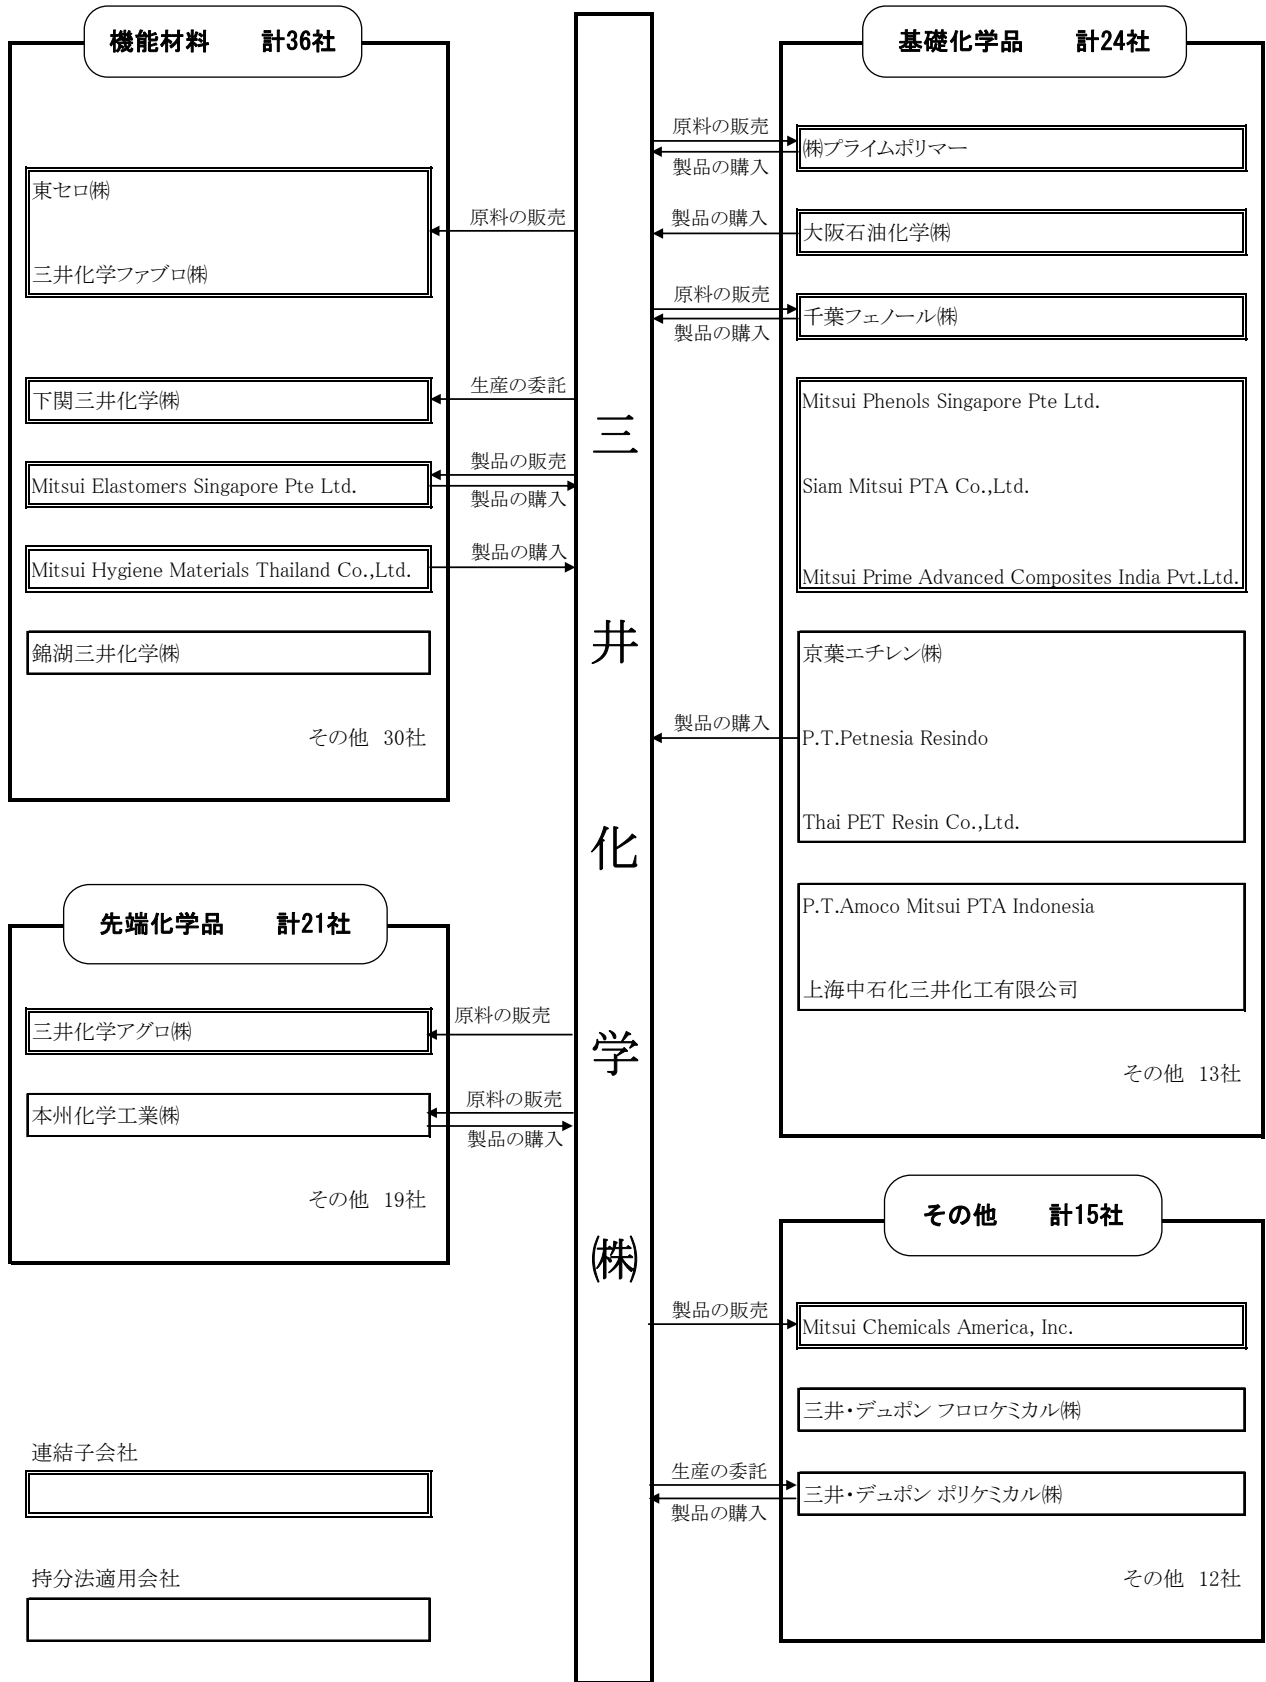 機能材料 計36社
東セロ㈱
三井化学ファブロ㈱
原料の販売
下関三井化学㈱
生産の委託
Mitsui Elastomers Singapore Pte Ltd.
製品の販売
製品の購入
Mitsui Hygiene Materials Thailand Co.,Ltd.
製品の購入
錦湖三井化学㈱
その他 30社
先端化学品 計21社
三井化学アグロ㈱
原料の販売
本州化学工業㈱
原料の販売
製品の購入
その他 19社
連結子会社
持分法適用会社
三井化学㈱
基礎化学品 計24社
原料の販売
製品の購入
㈱プライムポリマー
製品の購入
大阪石油化学㈱
原料の販売
製品の購入
千葉フェノール㈱
Mitsui Phenols Singapore Pte Ltd.
Siam Mitsui PTA Co.,Ltd.
Mitsui Prime Advanced Composites India Pvt.Ltd.
京葉エチレン㈱
製品の購入
P.T.Petnesia Resindo
Thai PET Resin Co.,Ltd.
P.T.Amoco Mitsui PTA Indonesia
上海中石化三井化工有限公司
その他 13社
その他 計15社
製品の販売
Mitsui Chemicals America, Inc.
三井・デュポン フロロケミカル㈱
生産の委託
製品の購入
三井・デュポン ポリケミカル㈱
その他 12社